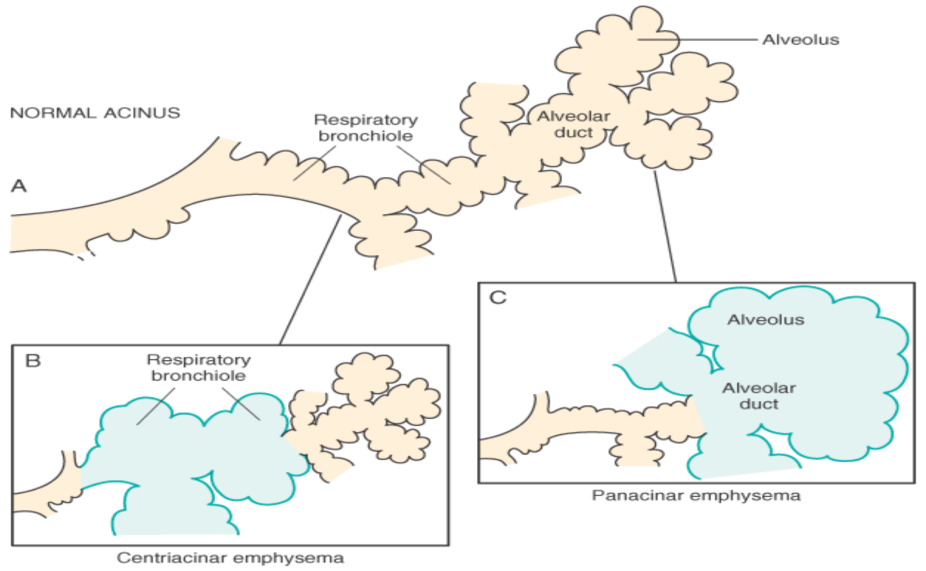 Alveolus
NORMAL ACINUS
Respiratory
bronchiole
Alveolar
duct
A
C
Alveolus
Alveolar
duct
Panacinar emphysema
B
Respiratory
bronchiole
Centriacinar emphysema